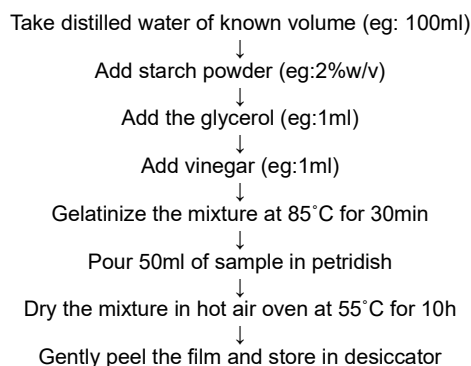 Take distilled water of known volume (eg: 100ml)
↓
Add starch powder (eg:2%w/v)
↓
Add the glycerol (eg:1ml)
↓
Add vinegar (eg:1ml)
↓
Gelatinize the mixture at 85˚C for 30min
↓
Pour 50ml of sample in petridish
↓
Dry the mixture in hot air oven at 55˚C for 10h
↓
Gently peel the film and store in desiccator